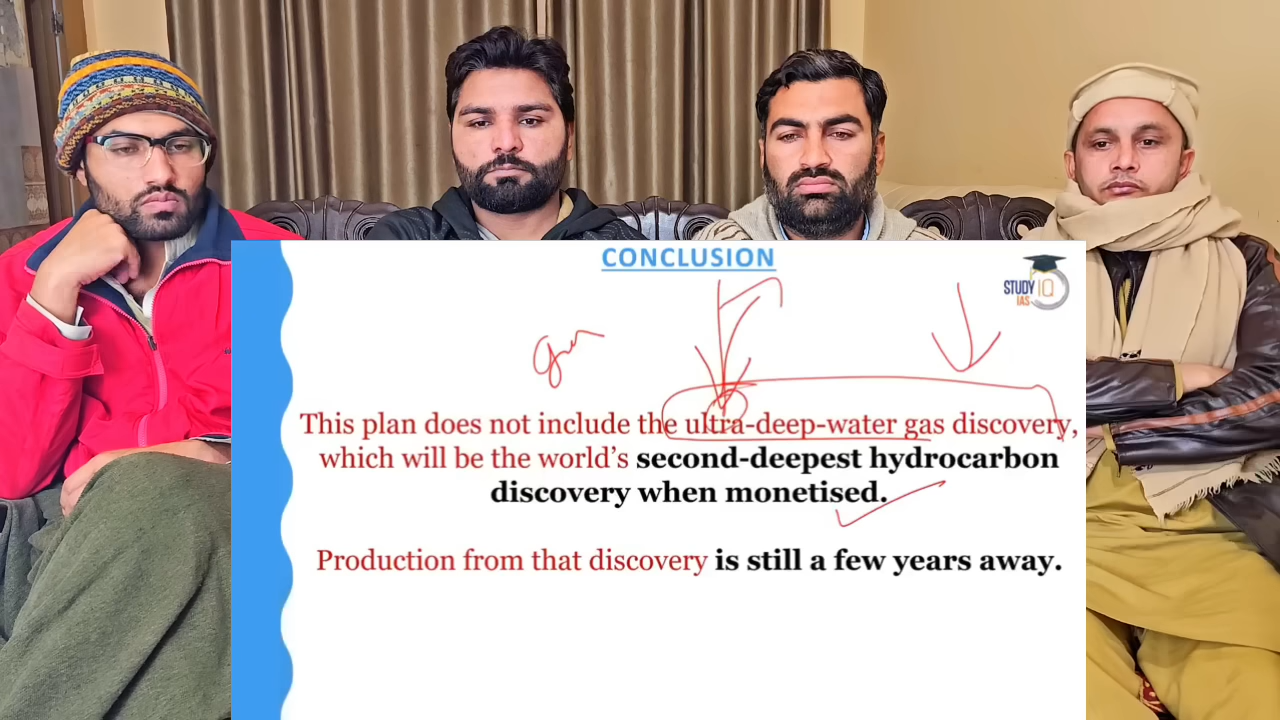 CONCLUSION
STUDY IQ
IAS
This plan does not include the ultra-deep-water gas discovery,
which will be the world's second-deepest hydrocarbon
discovery when monetised.
Production from that discovery is still a few years away.